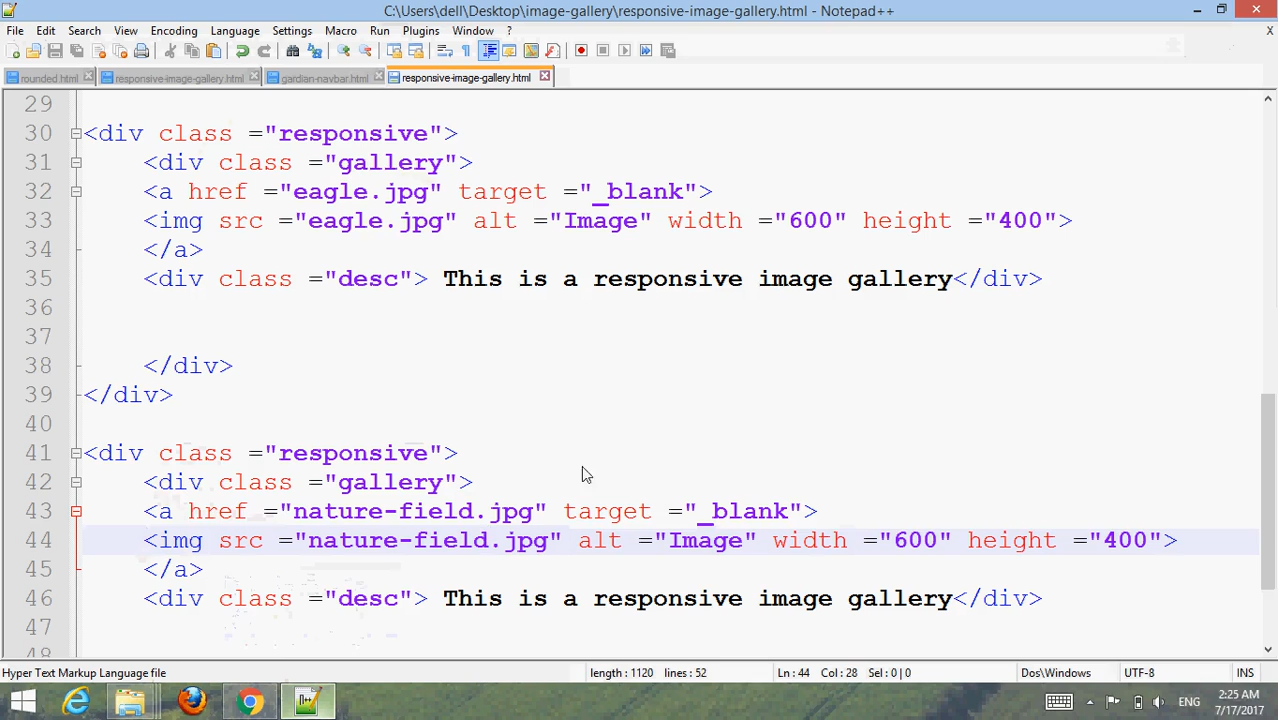 C:\Users\dell\Desktop\image-gallery\responsive-image-gallery.html - Notepad++
File Edit Search View Encoding Language Settings Macro Run Plugins Window ? X
rounded.html responsive-image-gallery.html gardian-navbar.html responsive-image-gallery.html
29
30 <div class ="responsive">
31 <div class ="gallery">
32 <a href ="eagle.jpg" target ="_blank">
33 <img src ="eagle.jpg" alt ="Image" width ="600" height ="400">
34 </a>
35 <div class ="desc"> This is a responsive image gallery</div>
36
37
38 </div>
39 </div>
40
41 <div class ="responsive">
42 <div class ="gallery">
43 <a href ="nature-field.jpg" target ="_blank">
44 <img src ="nature-field.jpg" alt ="Image" width ="600" height ="400">
45 </a>
46 <div class ="desc"> This is a responsive image gallery</div>
47
48
Hyper Text Markup Language file length : 1120 lines : 52 Ln : 44 Col : 28 Sel : 0 | 0 Dos\Windows UTF-8 INS
ENG 2:25 AM
7/17/2017